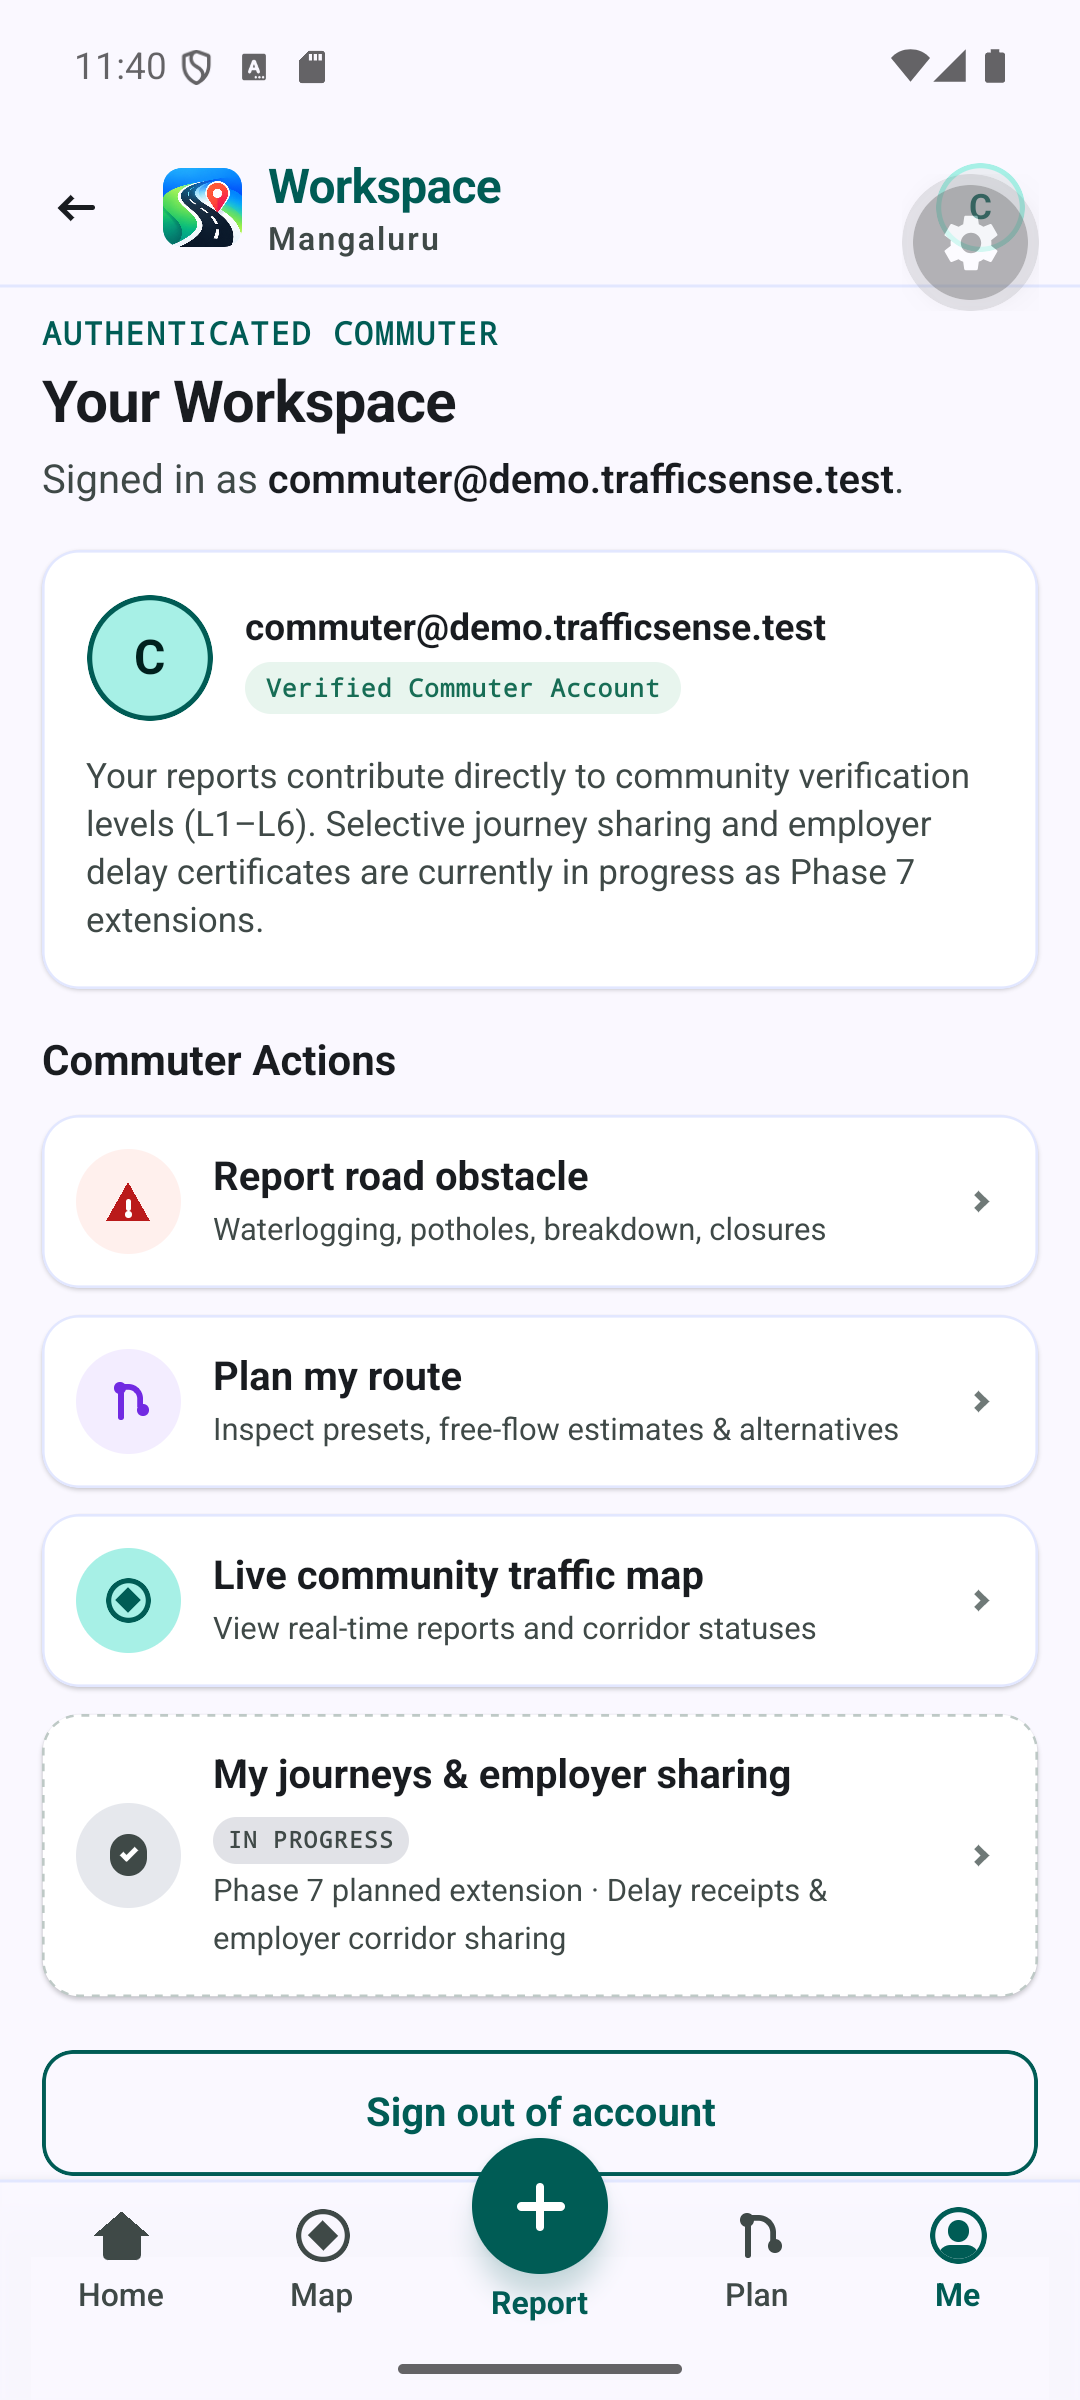 11:40
Workspace
Mangaluru
C
AUTHENTICATED COMMUTER
Your Workspace
Signed in as commuter@demo.trafficsense.test.
C
commuter@demo.trafficsense.test
Verified Commuter Account
Your reports contribute directly to community verification
levels (L1–L6). Selective journey sharing and employer
delay certificates are currently in progress as Phase 7
extensions.
Commuter Actions
Report road obstacle
Waterlogging, potholes, breakdown, closures
Plan my route
Inspect presets, free-flow estimates & alternatives
Live community traffic map
View real-time reports and corridor statuses
My journeys & employer sharing
IN PROGRESS
Phase 7 planned extension · Delay receipts &
employer corridor sharing
Sign out of account
Home
Map
Report
Plan
Me